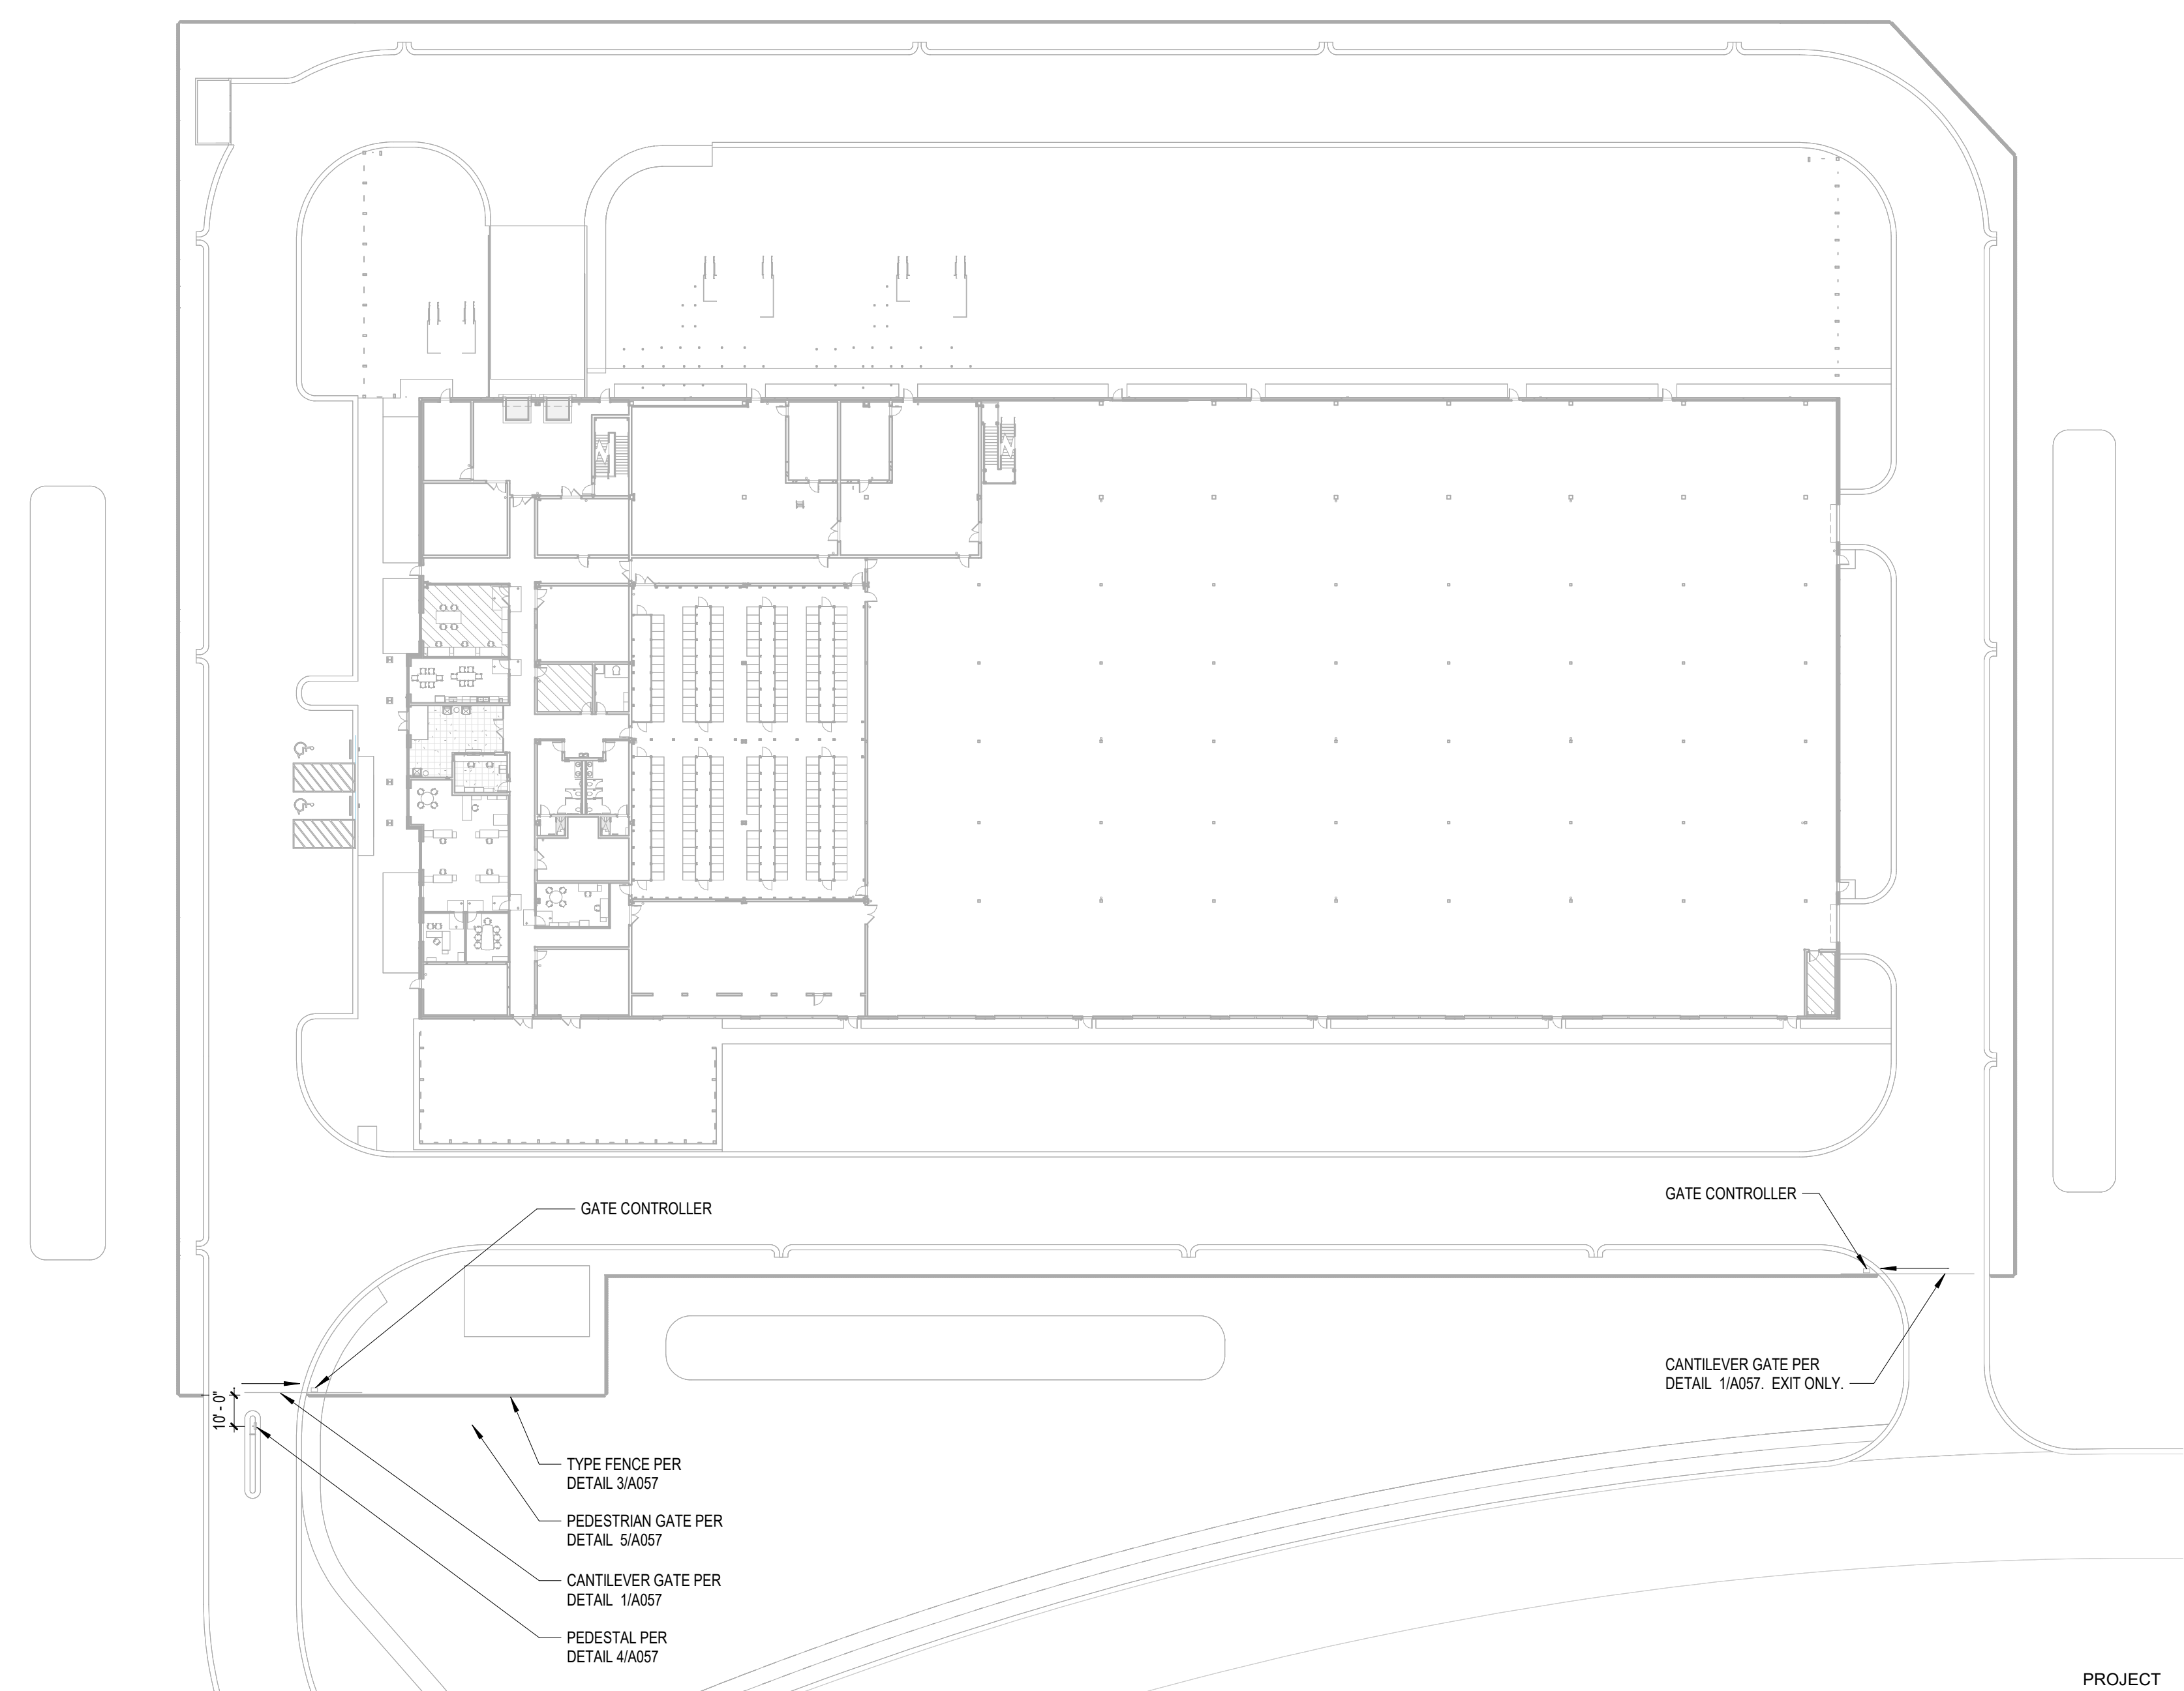 GATE CONTROLLER
GATE CONTROLLER
CANTILEVER GATE PER
DETAIL 1/A057. EXIT ONLY.
10' - 0"
TYPE FENCE PER
DETAIL 3/A057
PEDESTRIAN GATE PER
DETAIL 5/A057
CANTILEVER GATE PER
DETAIL 1/A057
PEDESTAL PER
DETAIL 4/A057
PROJECT